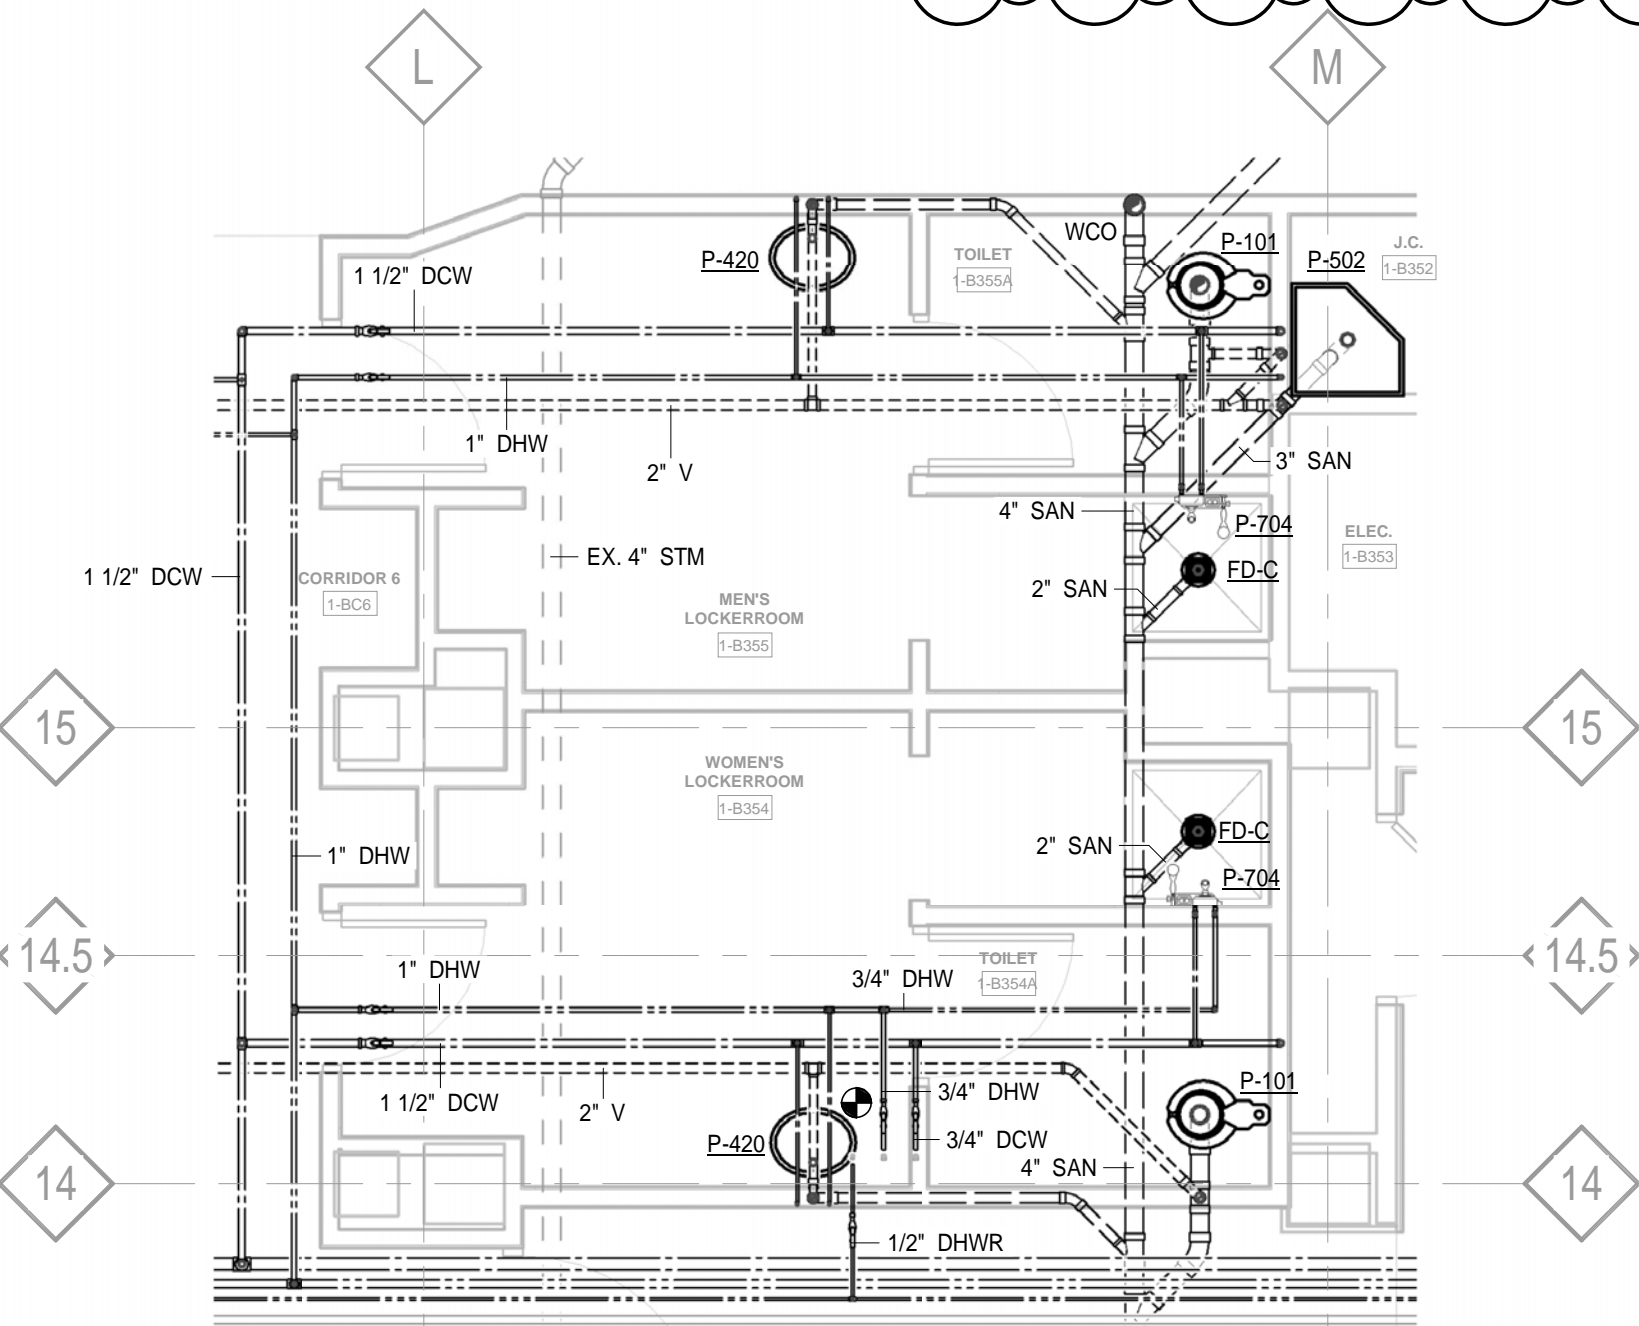 L
M
WCO
P-101
P-420
TOILET
1-B355A
P-502
J.C.
1-B352
1 1/2" DCW
1" DHW
2" V
3" SAN
4" SAN
P-704
ELEC.
1-B353
EX. 4" STM
1 1/2" DCW
CORRIDOR 6
1-BC6
2" SAN
FD-C
MEN'S
LOCKERROOM
1-B355
15
15
WOMEN'S
LOCKERROOM
1-B354
FD-C
2" SAN
1" DHW
P-704
14.5
14.5
1" DHW
3/4" DHW
TOILET
1-B354A
1 1/2" DCW
2" V
3/4" DHW
P-101
P-420
3/4" DCW
4" SAN
14
14
1/2" DHWR